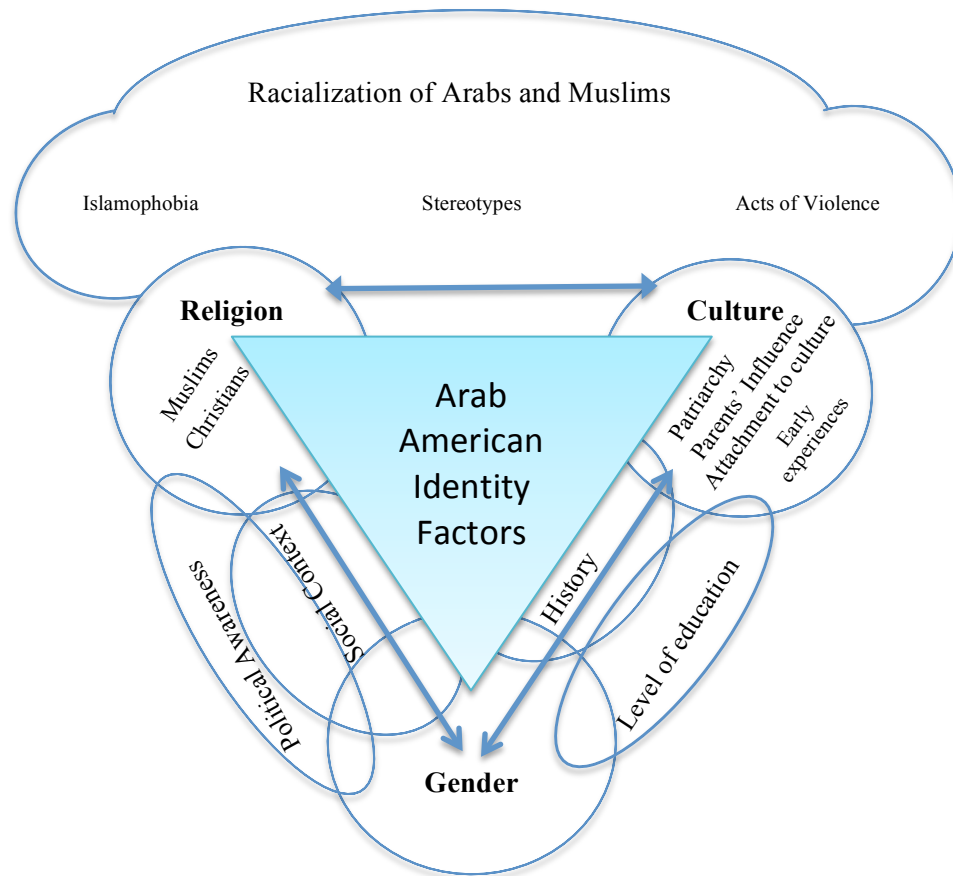 Racialization of Arabs and Muslims
Islamophobia
Stereotypes
Acts of Violence
Religion
Muslims
Christians
Culture
Patriarchy
Parents’ Influence
Attachment to culture
Early
experiences
Arab
American
Identity
Factors
Political Awareness
Social Context
History
Level of education
Gender